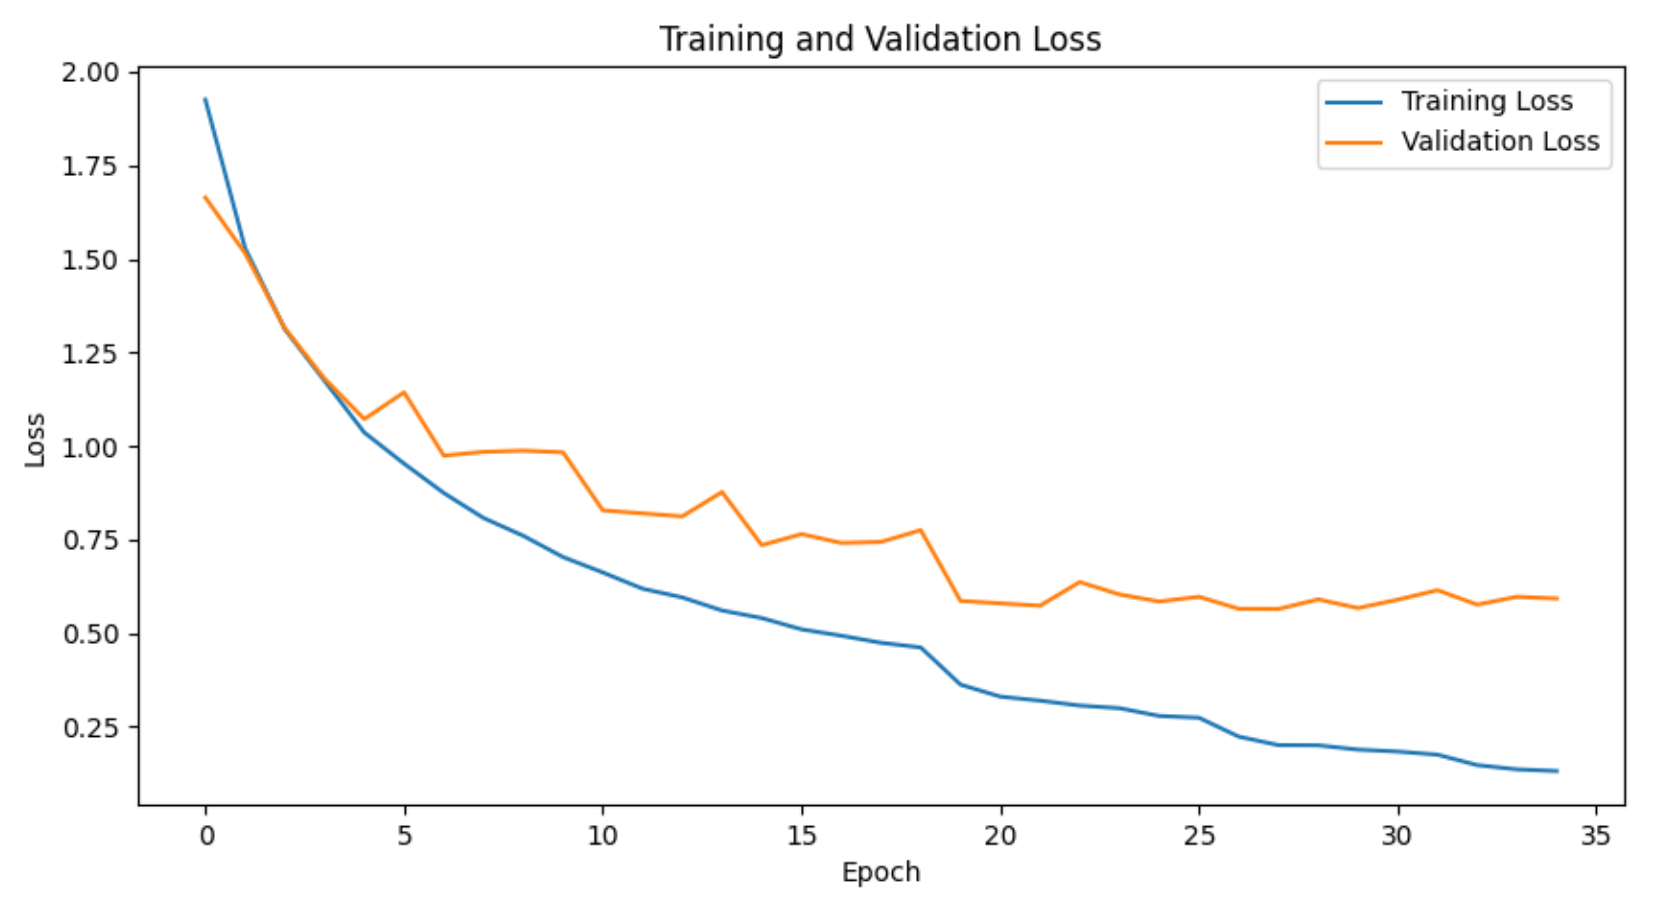 Training and Validation Loss
2.00
1.75
1.50
1.25
1.00
0.75
0.50
0.25
Loss
Training Loss
Validation Loss
0 5 10 15 20 25 30 35
Epoch